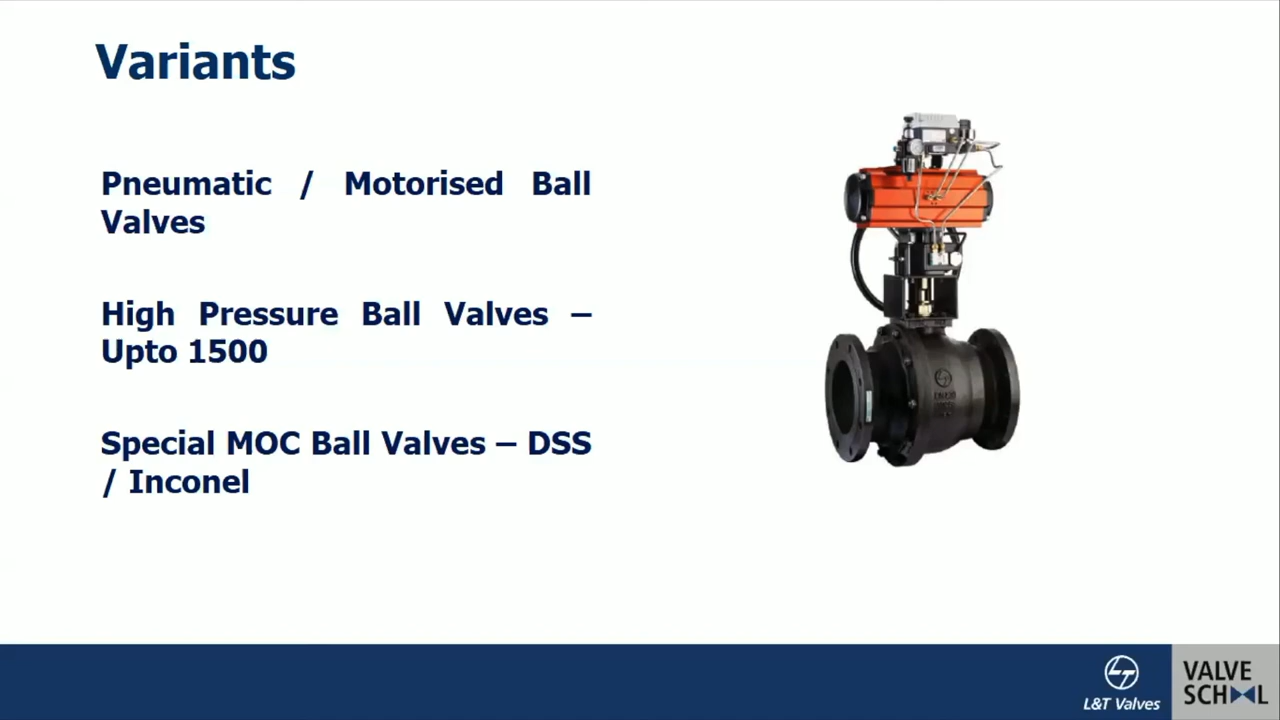 Variants
Pneumatic / Motorised Ball
Valves
High Pressure Ball Valves –
Upto 1500
Special MOC Ball Valves – DSS
/ Inconel
L&T Valves
VALVE
SCHOOL